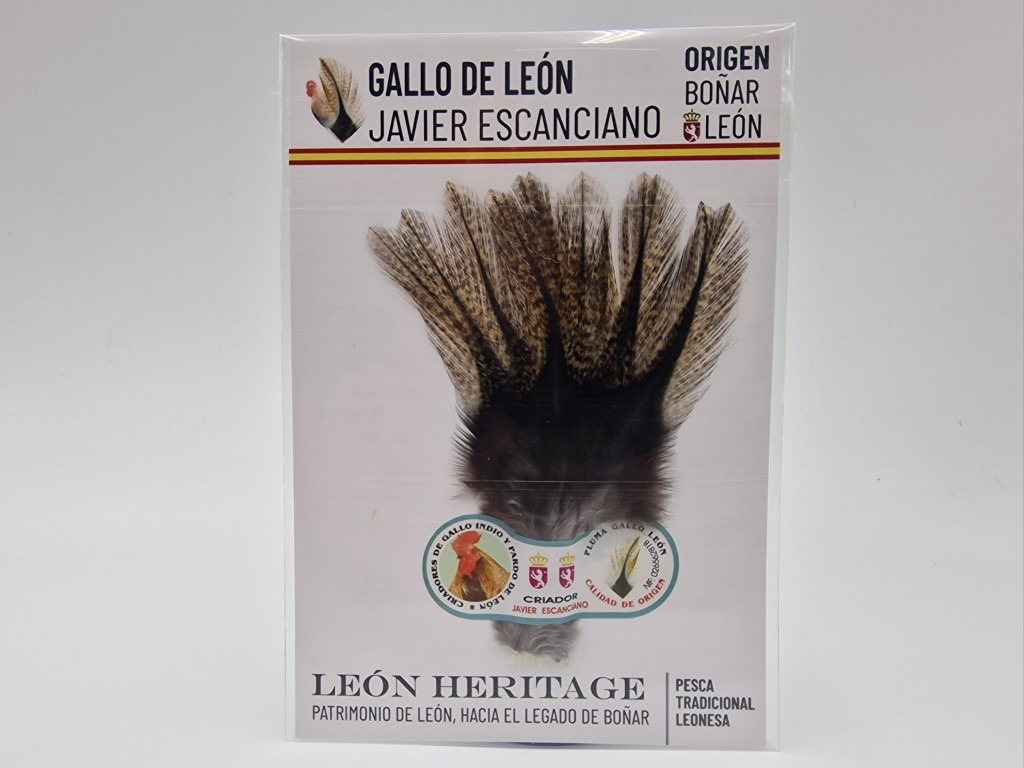 GALLO DE LEÓN
JAVIER ESCANCIANO
ORIGEN
BOÑAR
LEÓN
CRIADORES DE GALLO INDIO Y PARDO DE LEÓN *
CRIADOR
JAVIER ESCANCIANO
PLUMA GALLO LEÓN
CALIDAD DE ORIGEN
LEÓN HERITAGE
PATRIMONIO DE LEÓN, HACIA EL LEGADO DE BOÑAR
PESCA
TRADICIONAL
LEONESA